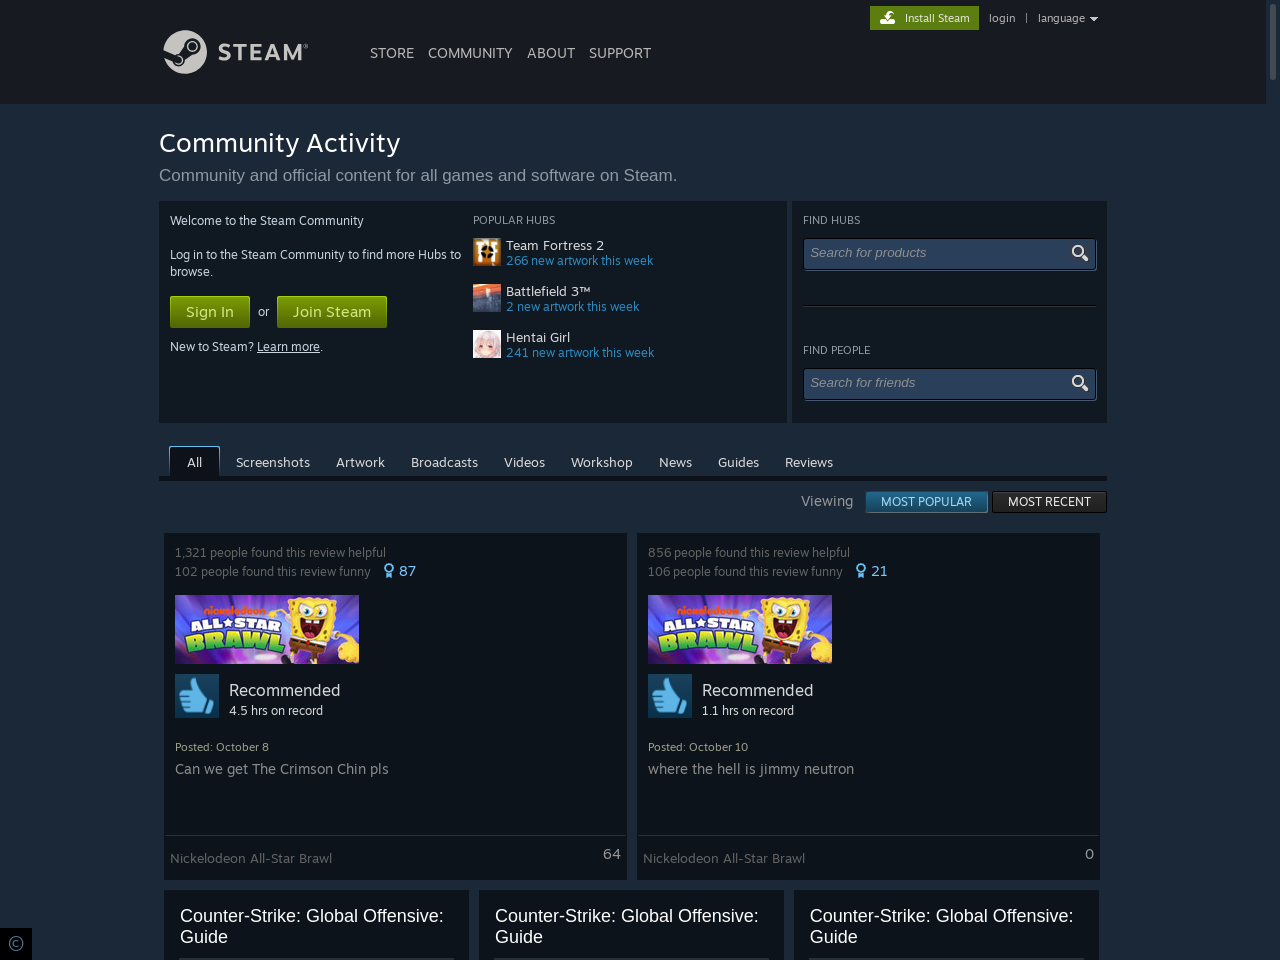 Install Steam
login | language
STEAM®
STORE COMMUNITY ABOUT SUPPORT
Community Activity
Community and official content for all games and software on Steam.
Welcome to the Steam Community
Log in to the Steam Community to find more Hubs to
browse.
Sign In or Join Steam
New to Steam? Learn more.
POPULAR HUBS
Team Fortress 2
266 new artwork this week
Battlefield 3™
2 new artwork this week
Hentai Girl
241 new artwork this week
FIND HUBS
Search for products
FIND PEOPLE
Search for friends
All Screenshots Artwork Broadcasts Videos Workshop News Guides Reviews
Viewing MOST POPULAR MOST RECENT
1,321 people found this review helpful
102 people found this review funny 87
nickelodeon
ALL★STAR
BRAWL
Recommended
4.5 hrs on record
Posted: October 8
Can we get The Crimson Chin pls
Nickelodeon All-Star Brawl 64
856 people found this review helpful
106 people found this review funny 21
nickelodeon
ALL★STAR
BRAWL
Recommended
1.1 hrs on record
Posted: October 10
where the hell is jimmy neutron
Nickelodeon All-Star Brawl 0
Counter-Strike: Global Offensive:
Guide
Counter-Strike: Global Offensive:
Guide
Counter-Strike: Global Offensive:
Guide
©